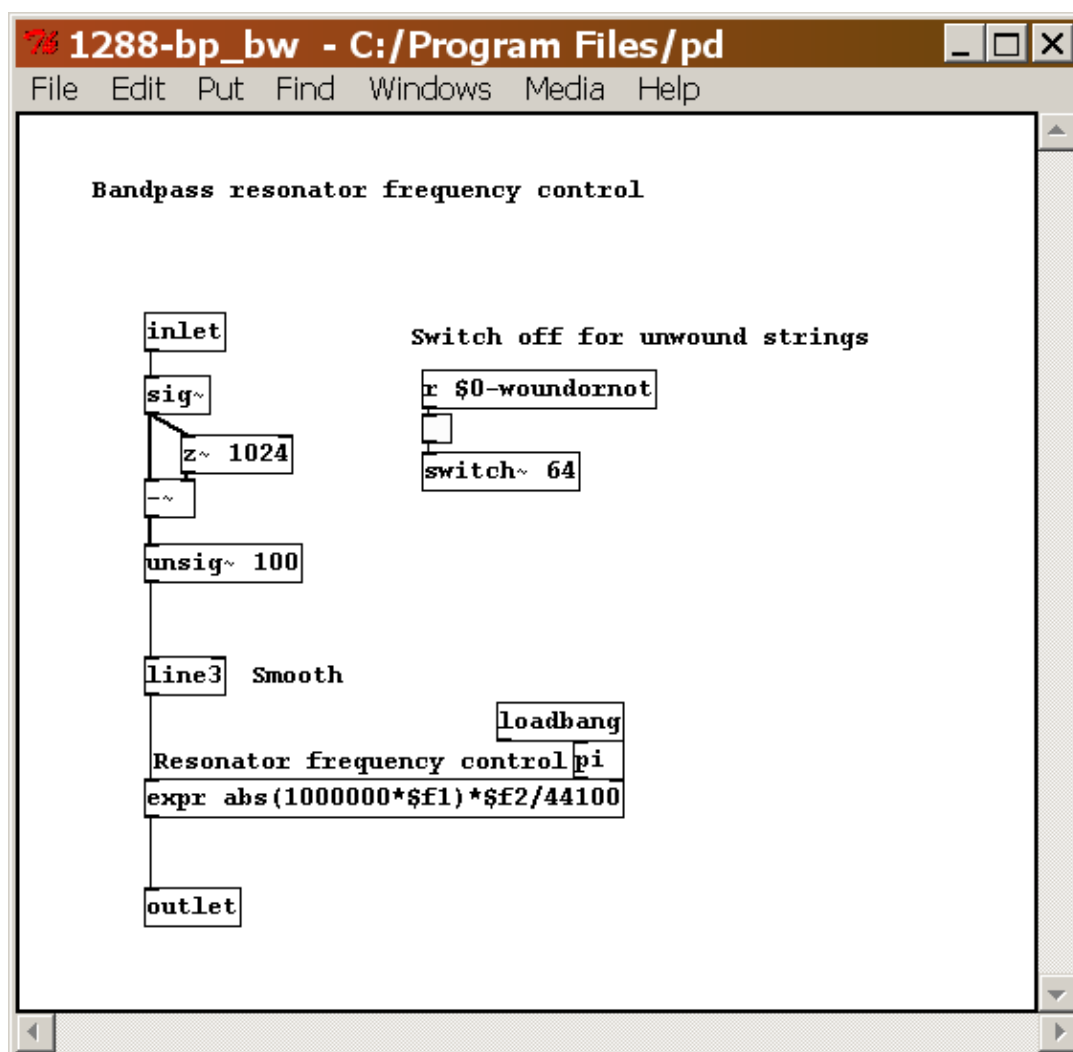 1288-bp_bw - C:/Program Files/pd
File Edit Put Find Windows Media Help
Bandpass resonator frequency control
inlet
Switch off for unwound strings
sig~
r $0-woundornot
z~ 1024
switch~ 64
-~
unsig~ 100
line3 Smooth
loadbang
Resonator frequency control pi
expr abs(1000000*$f1)*$f2/44100
outlet